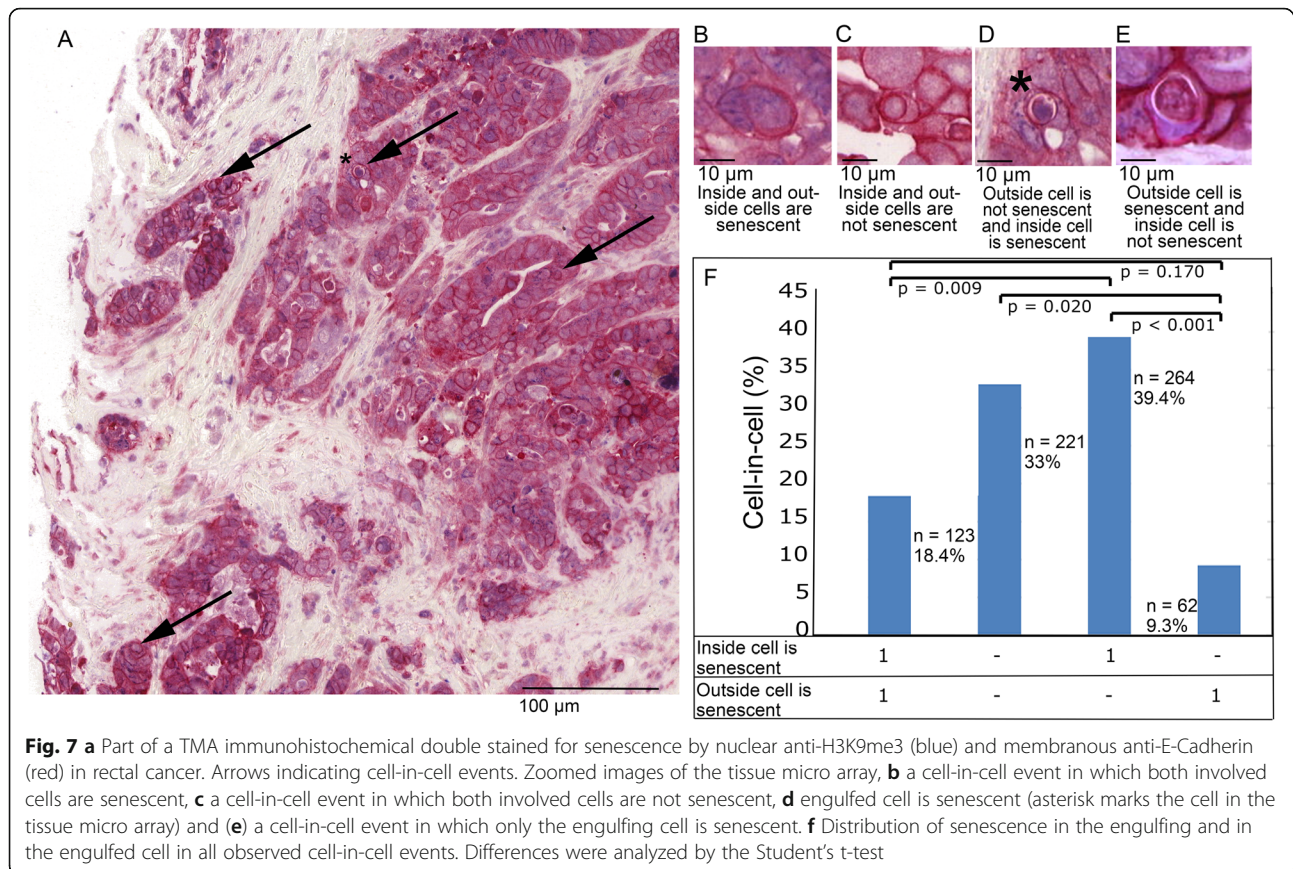 A
*
100 µm
B
10 µm
Inside and out-
side cells are
senescent
C
10 µm
Inside and out-
side cells are
not senescent
D
*
10 µm
Outside cell is
not senescent
and inside cell
is senescent
E
10 µm
Outside cell is
senescent and
inside cell is
not senescent
F
p = 0.170
p = 0.009
p = 0.020
p < 0.001
Cell-in-cell (%)
45
40
35
30
25
20
15
10
5
0
n = 123
18.4%
n = 221
33%
n = 264
39.4%
n = 62
9.3%
Inside cell is
senescent
1 - 1 -
Outside cell is
senescent
1 - - 1
Fig. 7 a Part of a TMA immunohistochemical double stained for senescence by nuclear anti-H3K9me3 (blue) and membranous anti-E-Cadherin
(red) in rectal cancer. Arrows indicating cell-in-cell events. Zoomed images of the tissue micro array, b a cell-in-cell event in which both involved
cells are senescent, c a cell-in-cell event in which both involved cells are not senescent, d engulfed cell is senescent (asterisk marks the cell in the
tissue micro array) and (e) a cell-in-cell event in which only the engulfing cell is senescent. f Distribution of senescence in the engulfing and in
the engulfed cell in all observed cell-in-cell events. Differences were analyzed by the Student's t-test